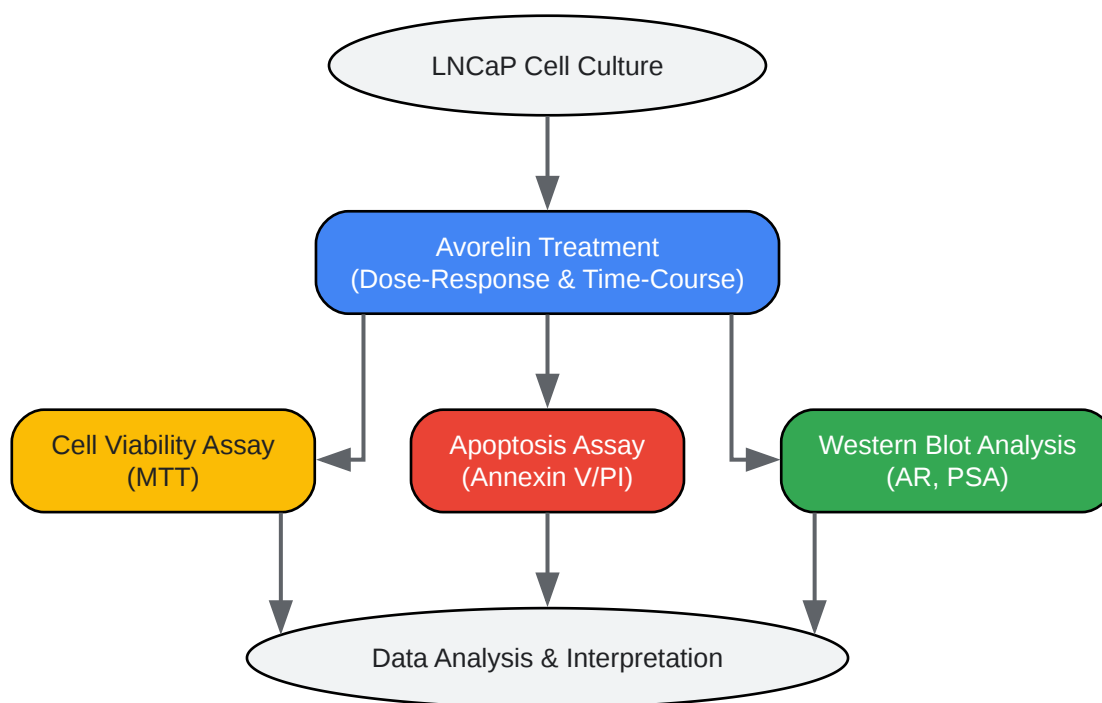 LNCaP Cell Culture
Avorelin Treatment
(Dose-Response & Time-Course)
Cell Viability Assay
(MTT)
Apoptosis Assay
(Annexin V/PI)
Western Blot Analysis
(AR, PSA)
Data Analysis & Interpretation